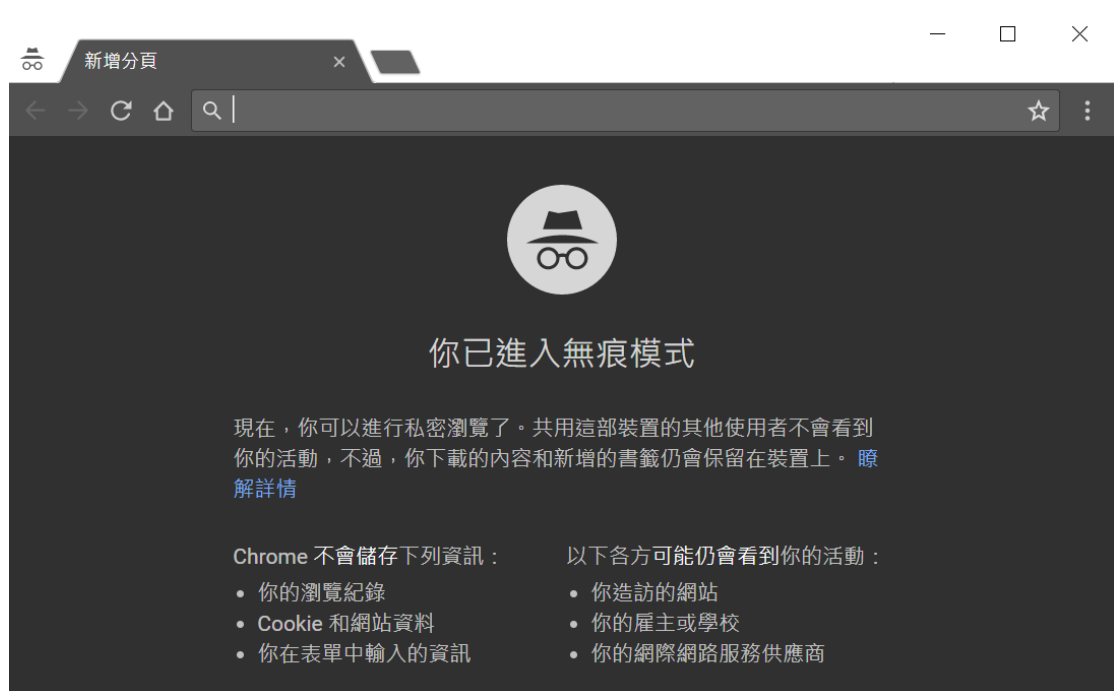 新增分頁
你已進入無痕模式
現在，你可以進行私密瀏覽了。共用這部裝置的其他使用者不會看到
你的活動，不過，你下載的內容和新增的書籤仍會保留在裝置上。 瞭
解詳情
Chrome 不會儲存下列資訊：
• 你的瀏覽紀錄
• Cookie 和網站資料
• 你在表單中輸入的資訊
以下各方可能仍會看到你的活動：
• 你造訪的網站
• 你的雇主或學校
• 你的網際網路服務供應商